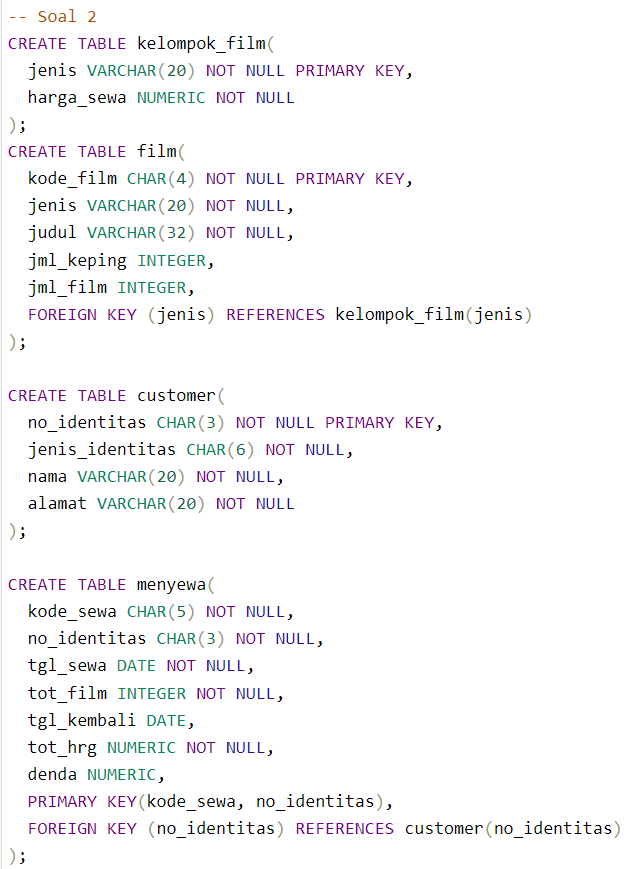 -- Soal 2
CREATE TABLE kelompok_film(
  jenis VARCHAR(20) NOT NULL PRIMARY KEY,
  harga_sewa NUMERIC NOT NULL
);
CREATE TABLE film(
  kode_film CHAR(4) NOT NULL PRIMARY KEY,
  jenis VARCHAR(20) NOT NULL,
  judul VARCHAR(32) NOT NULL,
  jml_keping INTEGER,
  jml_film INTEGER,
  FOREIGN KEY (jenis) REFERENCES kelompok_film(jenis)
);

CREATE TABLE customer(
  no_identitas CHAR(3) NOT NULL PRIMARY KEY,
  jenis_identitas CHAR(6) NOT NULL,
  nama VARCHAR(20) NOT NULL,
  alamat VARCHAR(20) NOT NULL
);

CREATE TABLE menyewa(
  kode_sewa CHAR(5) NOT NULL,
  no_identitas CHAR(3) NOT NULL,
  tgl_sewa DATE NOT NULL,
  tot_film INTEGER NOT NULL,
  tgl_kembali DATE,
  tot_hrg NUMERIC NOT NULL,
  denda NUMERIC,
  PRIMARY KEY(kode_sewa, no_identitas),
  FOREIGN KEY (no_identitas) REFERENCES customer(no_identitas)
);